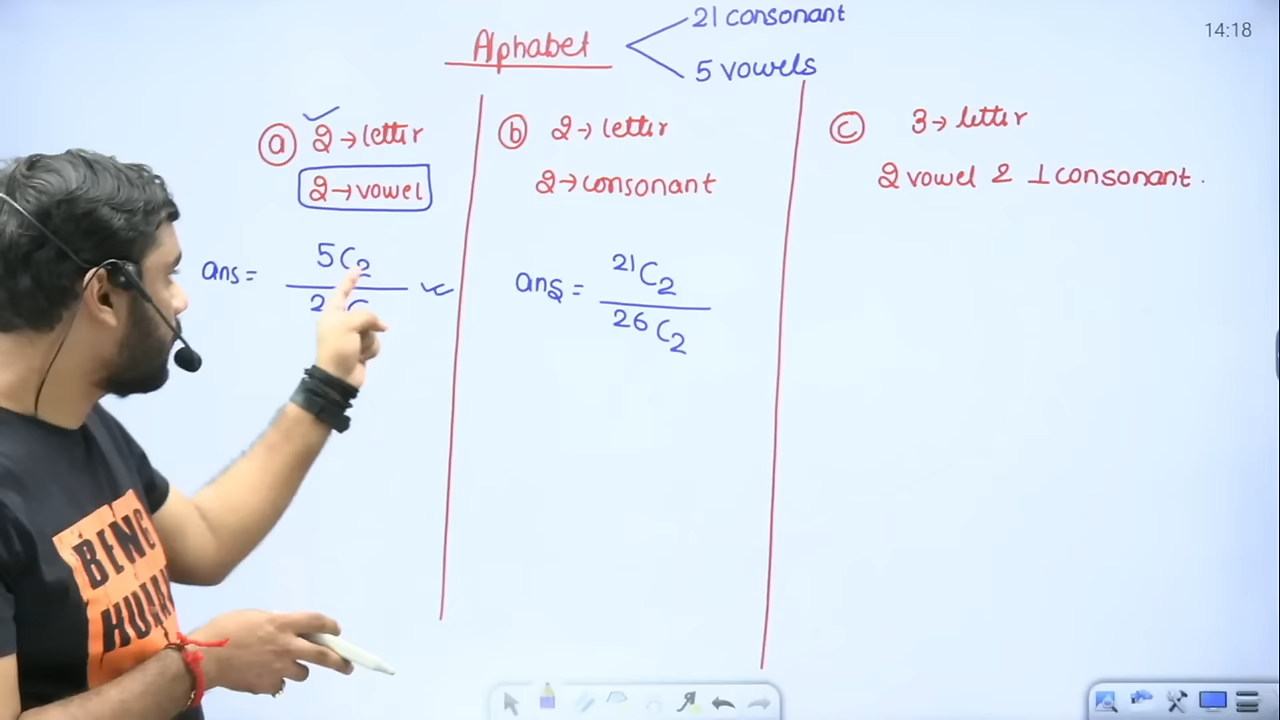 Alphabet
21 consonant
5 vowels
14:18
(a) 2→letter
2→vowel
ans = 5C2
(b) 2→letter
2→consonant
ans = 21C2
26C2
(c) 3→letter
2 vowel & 1 consonant.
BENG
HUMAN